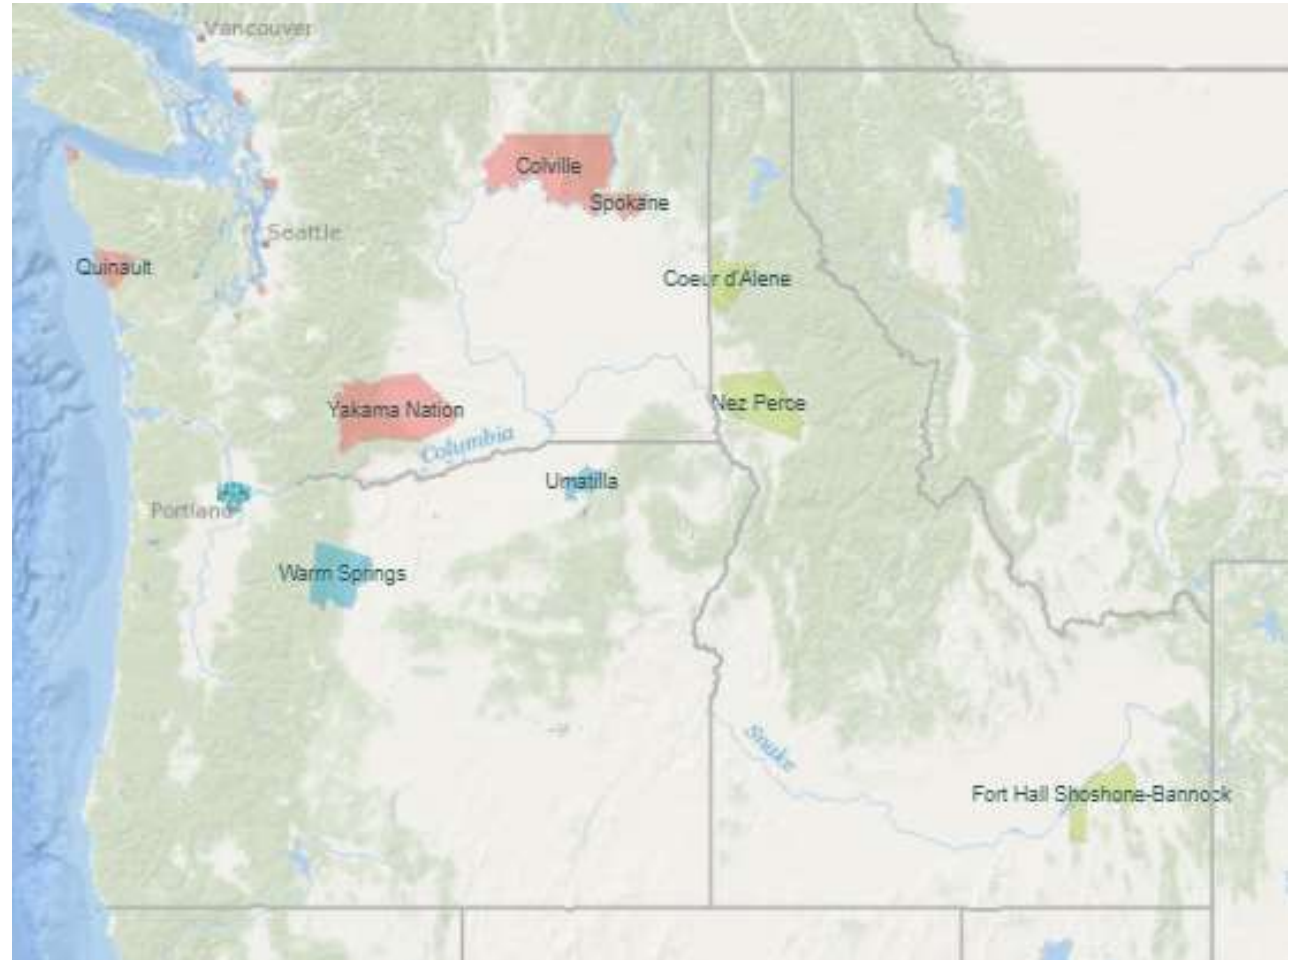 Vancouver
Colville
Spokane
Seattle
Quinault
Coeur d'Alene
Nez Perce
Yakama Nation
Columbia
Umatilla
Portland
Warm Springs
Snake
Fort Hall Shoshone-Bannock